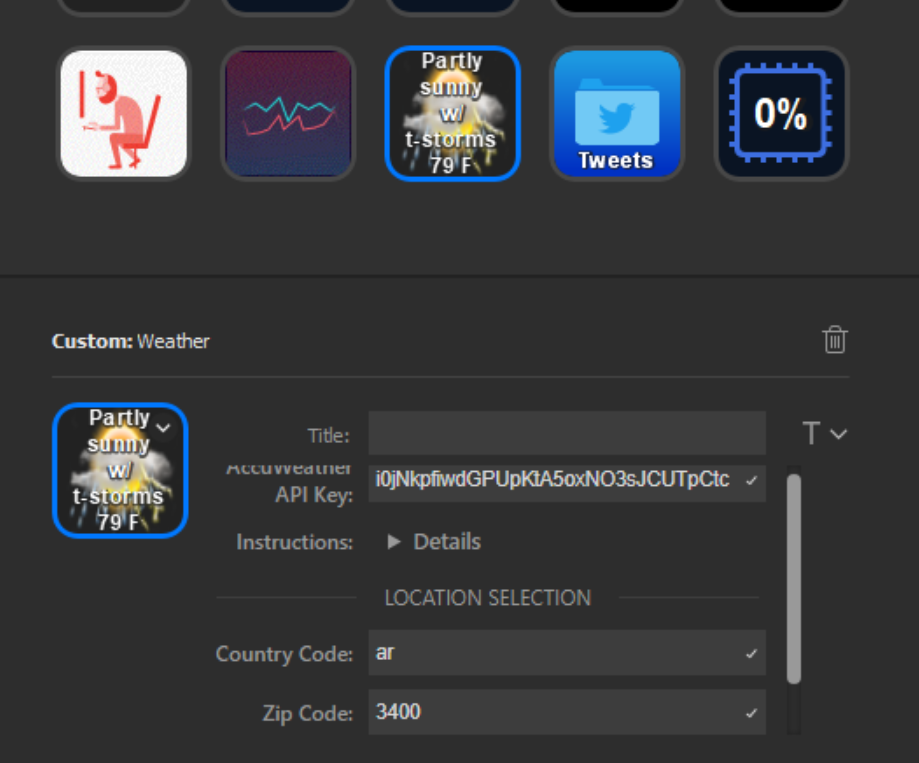 Partly
sunny
w/
t-storms
79 F
Tweets
0%
Custom: Weather
Partly
sunny
w/
t-storms
79 F
Title:
T
AccuWeather
API Key:
i0jNkpfiwdGPUpKtA5oxNO3sJCUTpCtc
Instructions:
Details
LOCATION SELECTION
Country Code:
ar
Zip Code:
3400